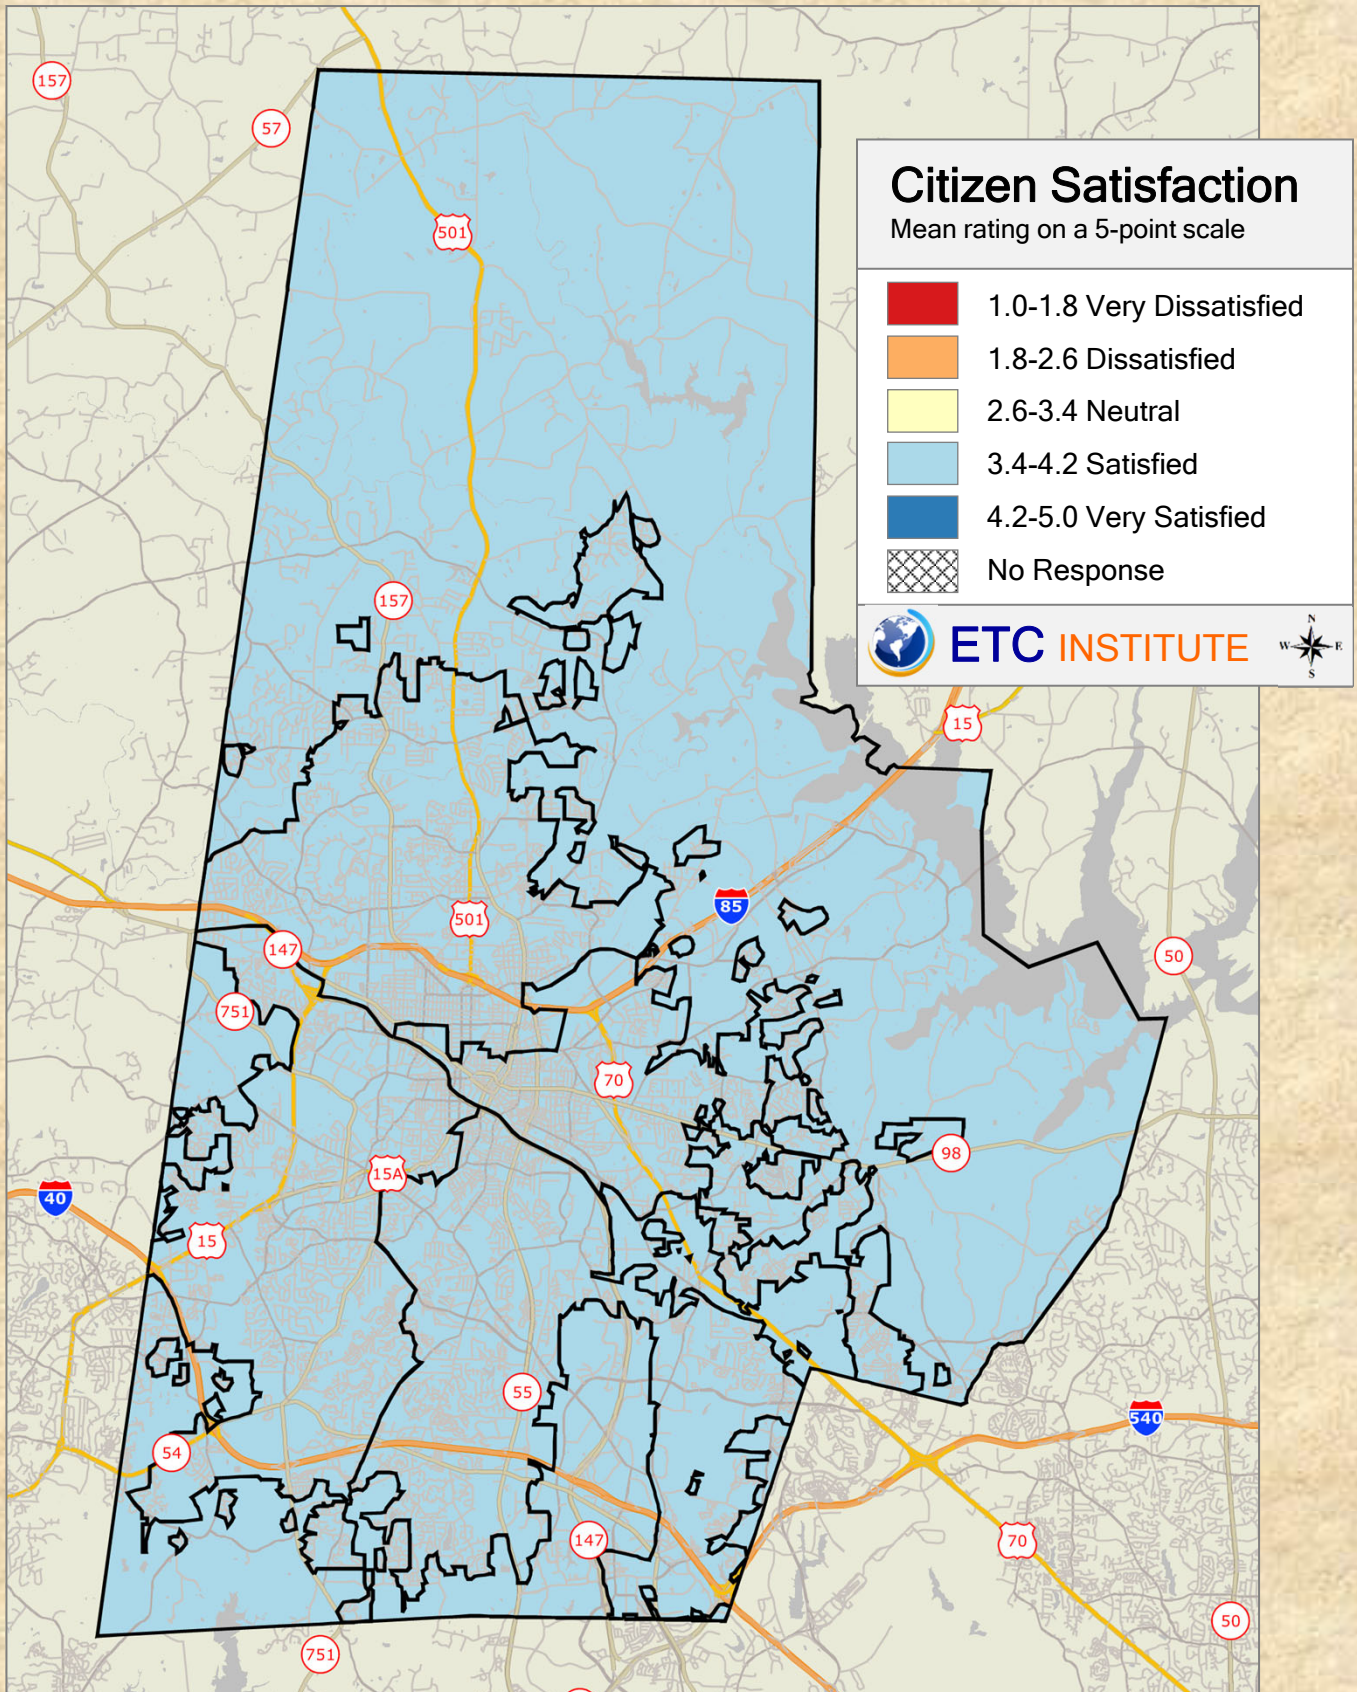 157
57
501
Citizen Satisfaction
Mean rating on a 5-point scale
1.0-1.8 Very Dissatisfied
1.8-2.6 Dissatisfied
2.6-3.4 Neutral
3.4-4.2 Satisfied
4.2-5.0 Very Satisfied
No Response
ETC INSTITUTE
N
W E
S
157
15
85
501
147
50
751
70
98
15A
40
15
55
540
54
147
70
50
751